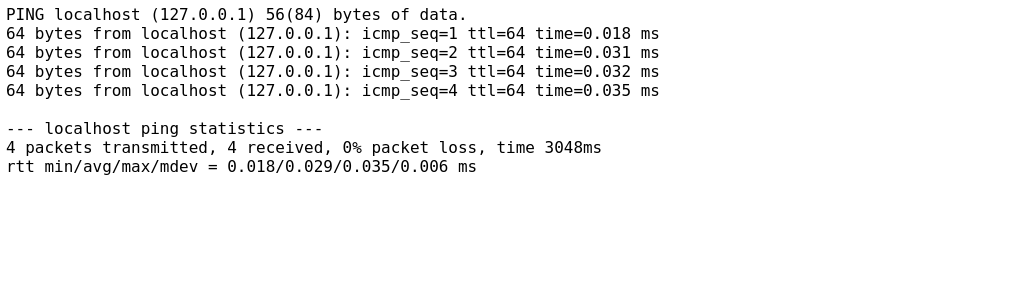 PING localhost (127.0.0.1) 56(84) bytes of data.
64 bytes from localhost (127.0.0.1): icmp_seq=1 ttl=64 time=0.018 ms
64 bytes from localhost (127.0.0.1): icmp_seq=2 ttl=64 time=0.031 ms
64 bytes from localhost (127.0.0.1): icmp_seq=3 ttl=64 time=0.032 ms
64 bytes from localhost (127.0.0.1): icmp_seq=4 ttl=64 time=0.035 ms

--- localhost ping statistics ---
4 packets transmitted, 4 received, 0% packet loss, time 3048ms
rtt min/avg/max/mdev = 0.018/0.029/0.035/0.006 ms